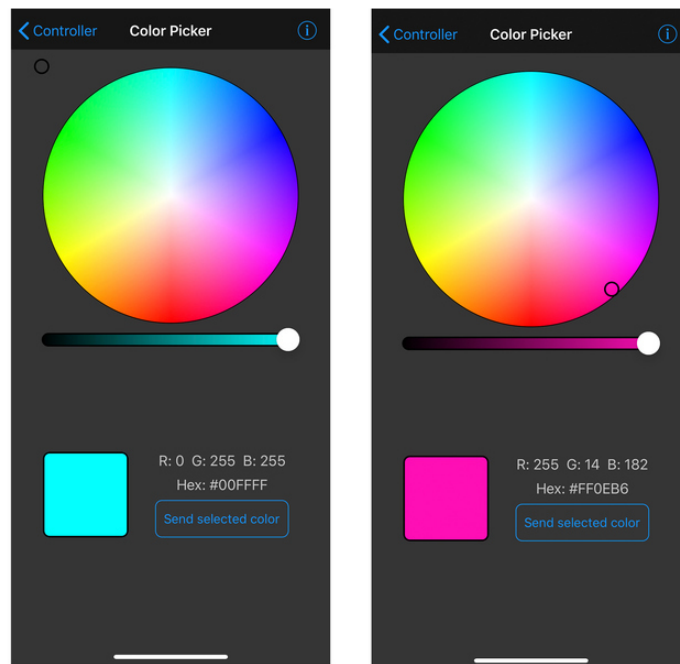 Controller Color Picker
R: 0 G: 255 B: 255
Hex: #00FFFF
Send selected color
Controller Color Picker
R: 255 G: 14 B: 182
Hex: #FF0EB6
Send selected color